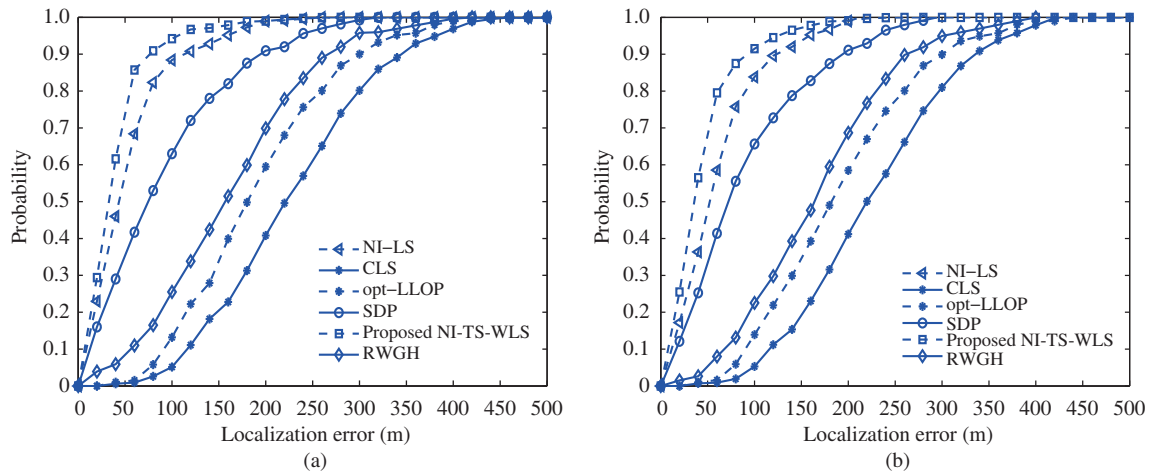 1.0
0.9
0.8
0.7
0.6
0.5
0.4
0.3
0.2
0.1
0
Probability
NI–LS
CLS
opt–LLOP
SDP
Proposed NI-TS-WLS
RWGH
0 50 100 150 200 250 300 350 400 450 500
Localization error (m)
(a)
1.0
0.9
0.8
0.7
0.6
0.5
0.4
0.3
0.2
0.1
0
Probability
NI–LS
CLS
opt–LLOP
SDP
Proposed NI-TS-WLS
RWGH
0 50 100 150 200 250 300 350 400 450 500
Localization error (m)
(b)